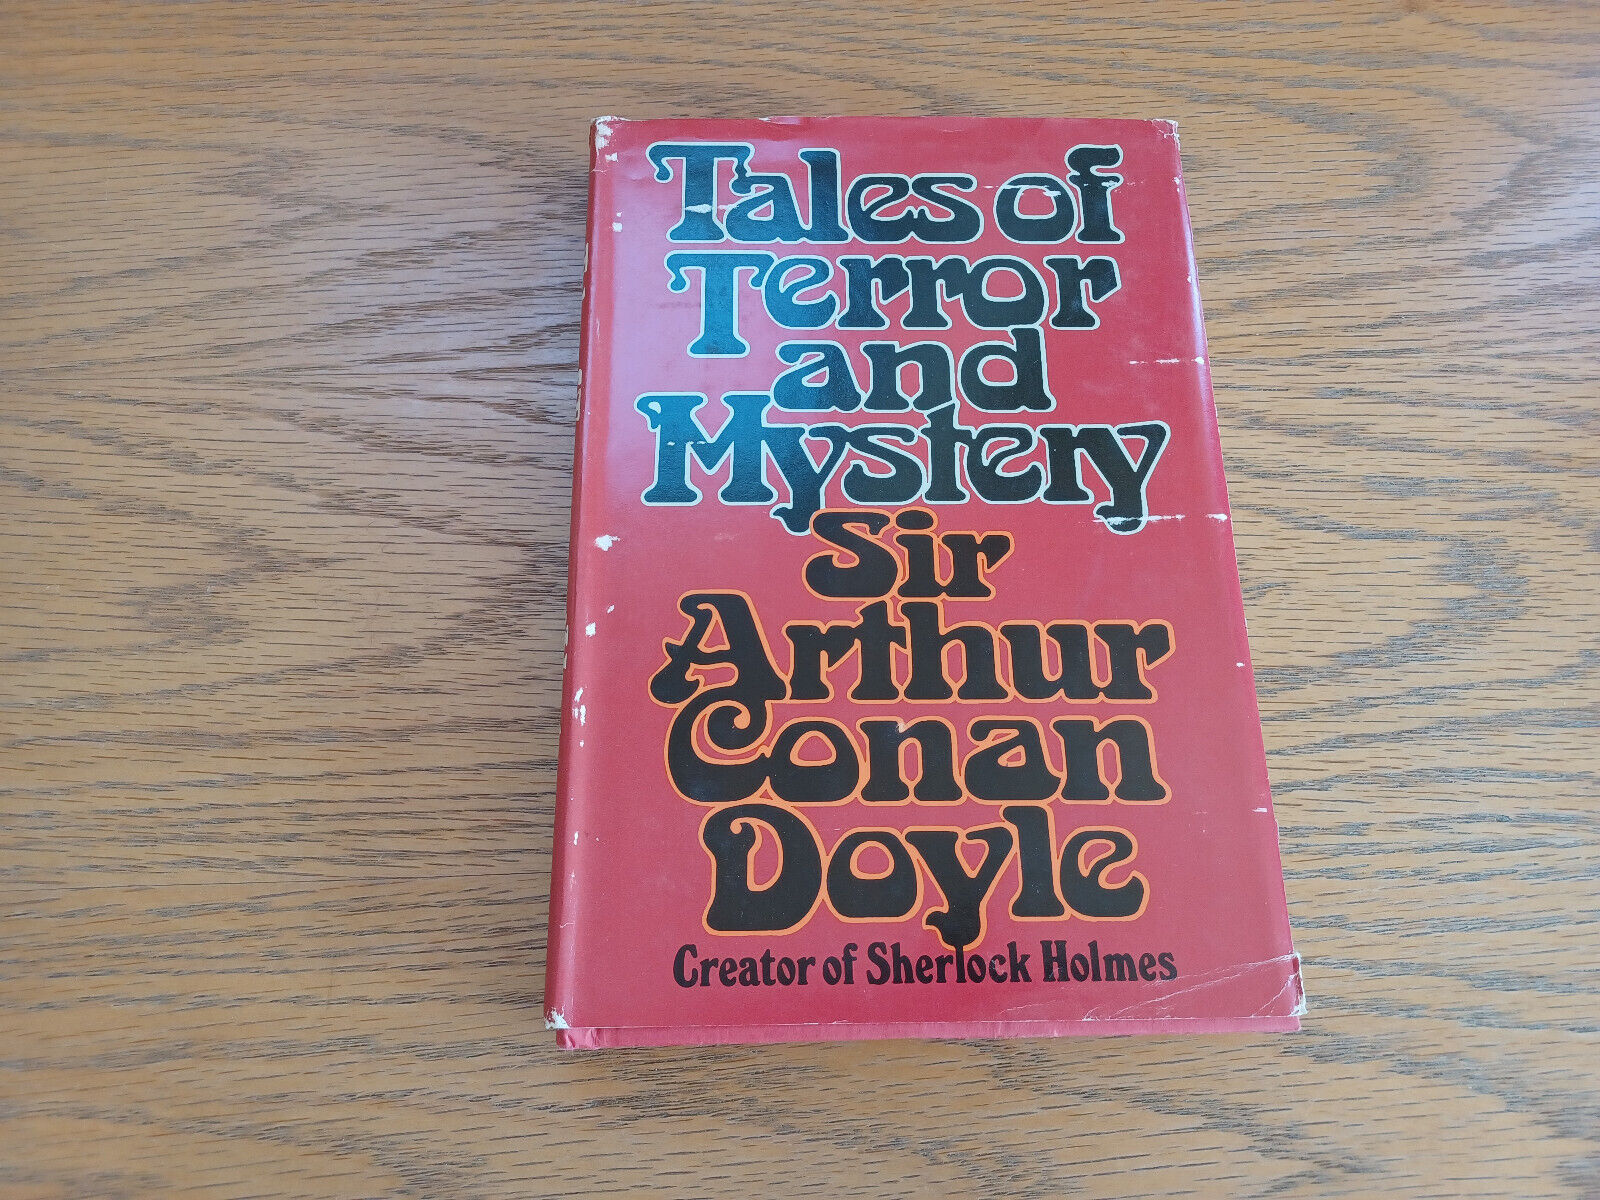 Tales of
Terror
and
Mystery
Sir
Arthur
Conan
Doyle
Creator of Sherlock Holmes